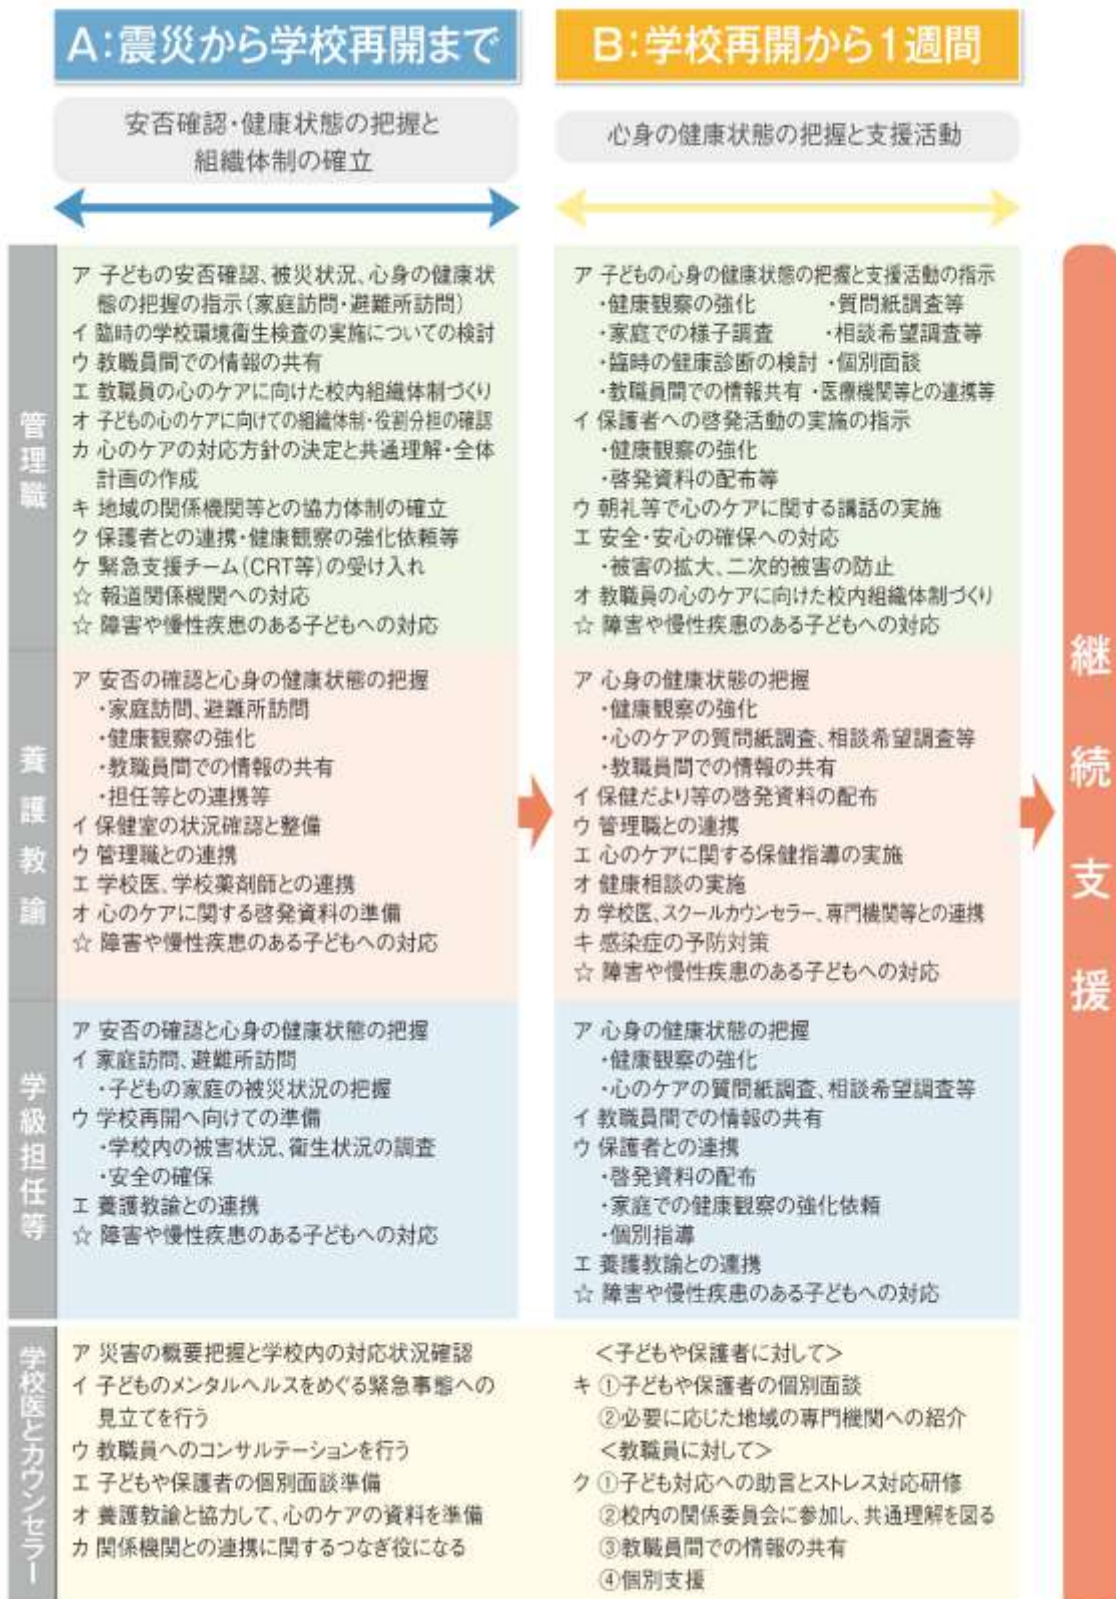 A:震災から学校再開まで
安否確認・健康状態の把握と
組織体制の確立
B:学校再開から1週間
心身の健康状態の把握と支援活動
管理職
ア 子どもの安否確認、被災状況、心身の健康状
態の把握の指示(家庭訪問・避難所訪問)
イ 臨時の学校環境衛生検査の実施についての検討
ウ 教職員間での情報の共有
エ 教職員の心のケアに向けた校内組織体制づくり
オ 子どもの心のケアに向けての組織体制・役割分担の確認
カ 心のケアの対応方針の決定と共通理解・全体
計画の作成
キ 地域の関係機関等との協力体制の確立
ク 保護者との連携・健康観察の強化依頼等
ケ 緊急支援チーム(CRT等)の受け入れ
☆ 報道関係機関への対応
☆ 障害や慢性疾患のある子どもへの対応
ア 子どもの心身の健康状態の把握と支援活動の指示
・健康観察の強化 ・質問紙調査等
・家庭での様子調査 ・相談希望調査等
・臨時の健康診断の検討 ・個別面談
・教職員間での情報共有 ・医療機関等との連携等
イ 保護者への啓発活動の実施の指示
・健康観察の強化
・啓発資料の配布等
ウ 朝礼等で心のケアに関する講話の実施
エ 安全・安心の確保への対応
・被害の拡大、二次的被害の防止
オ 教職員の心のケアに向けた校内組織体制づくり
☆ 障害や慢性疾患のある子どもへの対応
養護教諭
ア 安否の確認と心身の健康状態の把握
・家庭訪問、避難所訪問
・健康観察の強化
・教職員間での情報の共有
・担任等との連携等
イ 保健室の状況確認と整備
ウ 管理職との連携
エ 学校医、学校薬剤師との連携
オ 心のケアに関する啓発資料の準備
☆ 障害や慢性疾患のある子どもへの対応
ア 心身の健康状態の把握
・健康観察の強化
・心のケアの質問紙調査、相談希望調査等
・教職員間での情報の共有
イ 保健だより等の啓発資料の配布
ウ 管理職との連携
エ 心のケアに関する保健指導の実施
オ 健康相談の実施
カ 学校医、スクールカウンセラー、専門機関等との連携
キ 感染症の予防対策
☆ 障害や慢性疾患のある子どもへの対応
学級担任等
ア 安否の確認と心身の健康状態の把握
イ 家庭訪問、避難所訪問
・子どもの家庭の被災状況の把握
ウ 学校再開へ向けての準備
・学校内の被害状況、衛生状況の調査
・安全の確保
エ 養護教諭との連携
☆ 障害や慢性疾患のある子どもへの対応
ア 心身の健康状態の把握
・健康観察の強化
・心のケアの質問紙調査、相談希望調査等
イ 教職員間での情報の共有
ウ 保護者との連携
・啓発資料の配布
・家庭での健康観察の強化依頼
・個別指導
エ 養護教諭との連携
☆ 障害や慢性疾患のある子どもへの対応
学校医とカウンセラー
ア 災害の概要把握と学校内の対応状況確認
イ 子どものメンタルヘルスをめぐる緊急事態への
見立てを行う
ウ 教職員へのコンサルテーションを行う
エ 子どもや保護者の個別面談準備
オ 養護教諭と協力して、心のケアの資料を準備
カ 関係機関との連携に関するつなぎ役になる
<子どもや保護者に対して>
キ ①子どもや保護者の個別面談
②必要に応じた地域の専門機関への紹介
<教職員に対して>
ク ①子ども対応への助言とストレス対応研修
②校内の関係委員会に参加し、共通理解を図る
③教職員間での情報の共有
④個別支援
継続支援